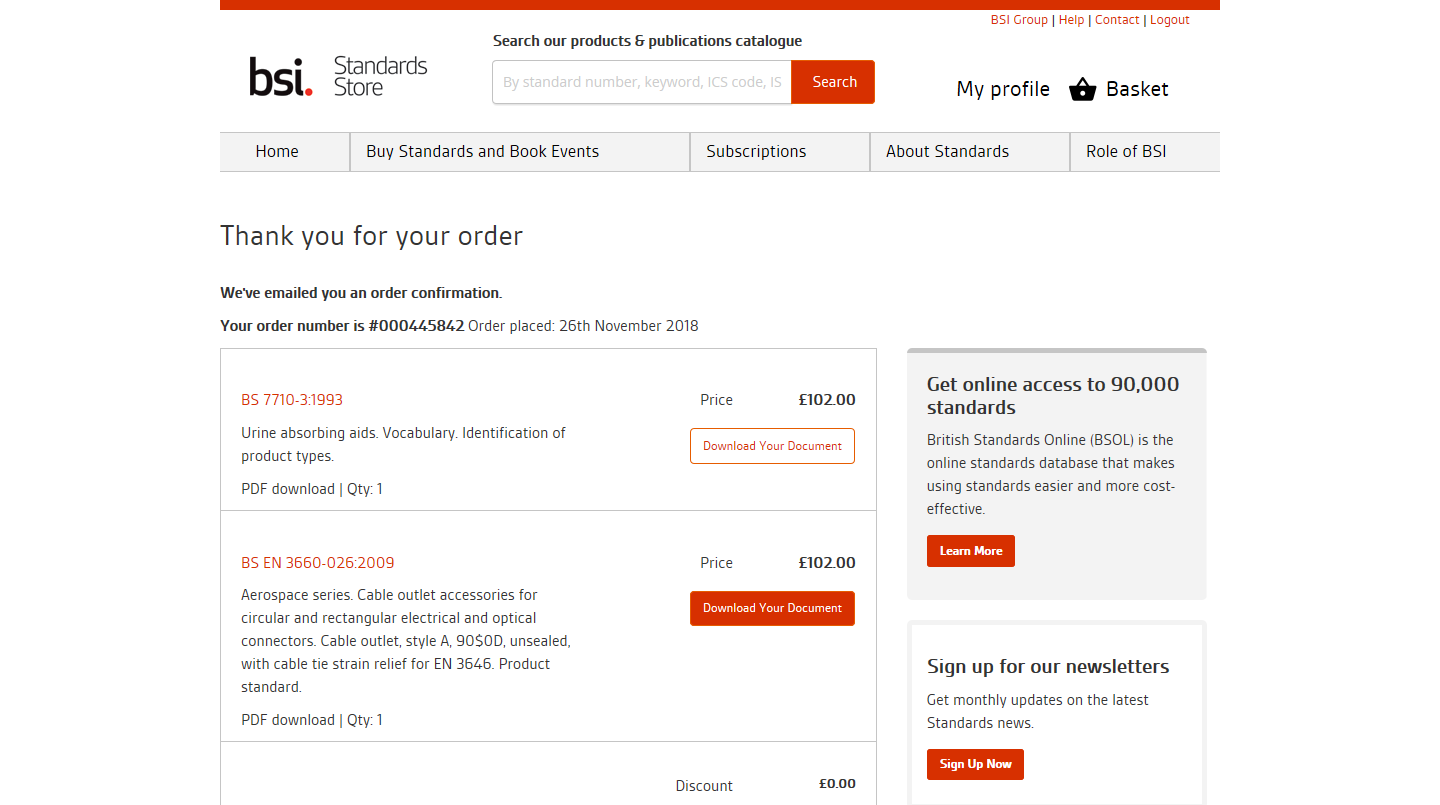 BSI Group | Help | Contact | Logout
Search our products & publications catalogue
bsi. Standards Store
By standard number, keyword, ICS code, IS
Search
My profile
Basket
Home
Buy Standards and Book Events
Subscriptions
About Standards
Role of BSI
Thank you for your order
We've emailed you an order confirmation.
Your order number is #000445842 Order placed: 26th November 2018
BS 7710-3:1993
Price £102.00
Urine absorbing aids. Vocabulary. Identification of
product types.
Download Your Document
PDF download | Qty: 1
BS EN 3660-026:2009
Price £102.00
Aerospace series. Cable outlet accessories for
circular and rectangular electrical and optical
connectors. Cable outlet, style A, 90$0D, unsealed,
with cable tie strain relief for EN 3646. Product
standard.
Download Your Document
PDF download | Qty: 1
Discount £0.00
Get online access to 90,000
standards
British Standards Online (BSOL) is the
online standards database that makes
using standards easier and more cost-
effective.
Learn More
Sign up for our newsletters
Get monthly updates on the latest
Standards news.
Sign Up Now